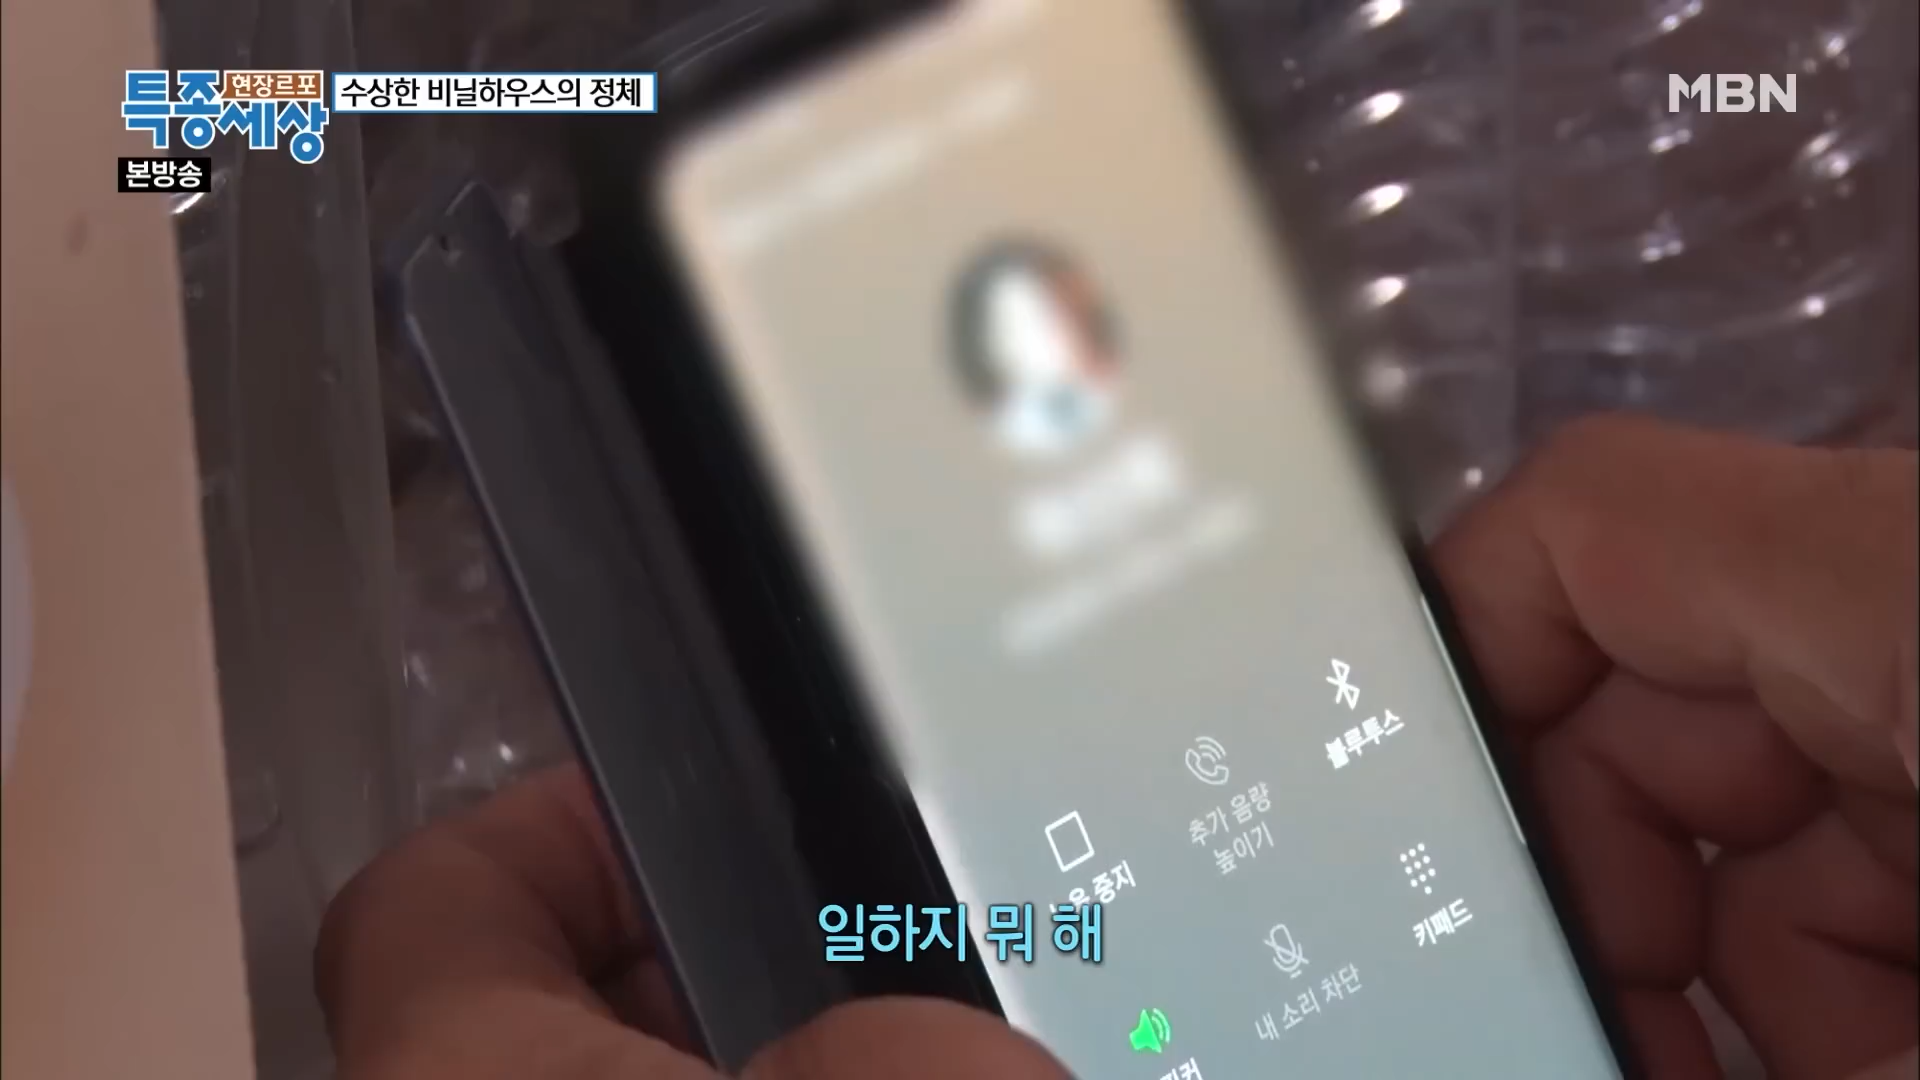 현장르포
특종세상
수상한 비닐하우스의 정체
MBN
본방송
블루투스
추가 음량
높이기
중지
키패드
내 소리 차단
일하지 뭐 해